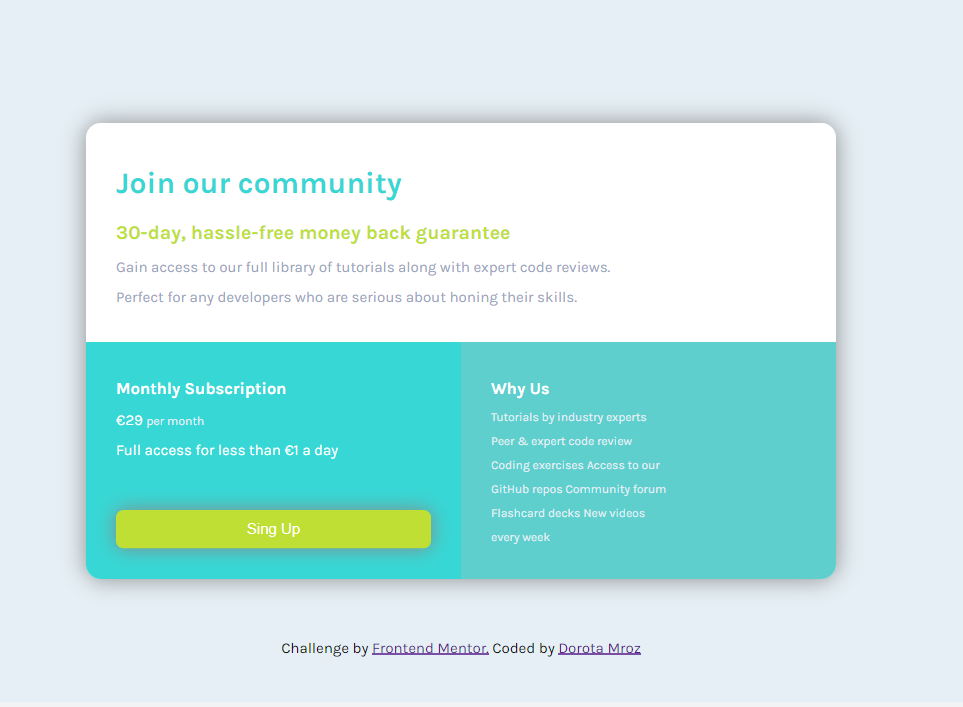 Join our community
30-day, hassle-free money back guarantee
Gain access to our full library of tutorials along with expert code reviews.
Perfect for any developers who are serious about honing their skills.
Monthly Subscription
€29 per month
Full access for less than €1 a day
Sing Up
Why Us
Tutorials by industry experts
Peer & expert code review
Coding exercises Access to our
GitHub repos Community forum
Flashcard decks New videos
every week
Challenge by Frontend Mentor. Coded by Dorota Mroz